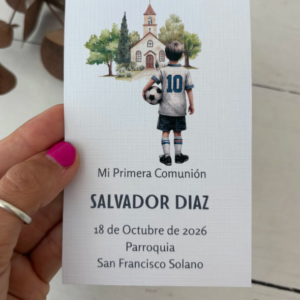 10
Mi Primera Comunión
SALVADOR DIAZ
18 de Octubre de 2026
Parroquia
San Francisco Solano